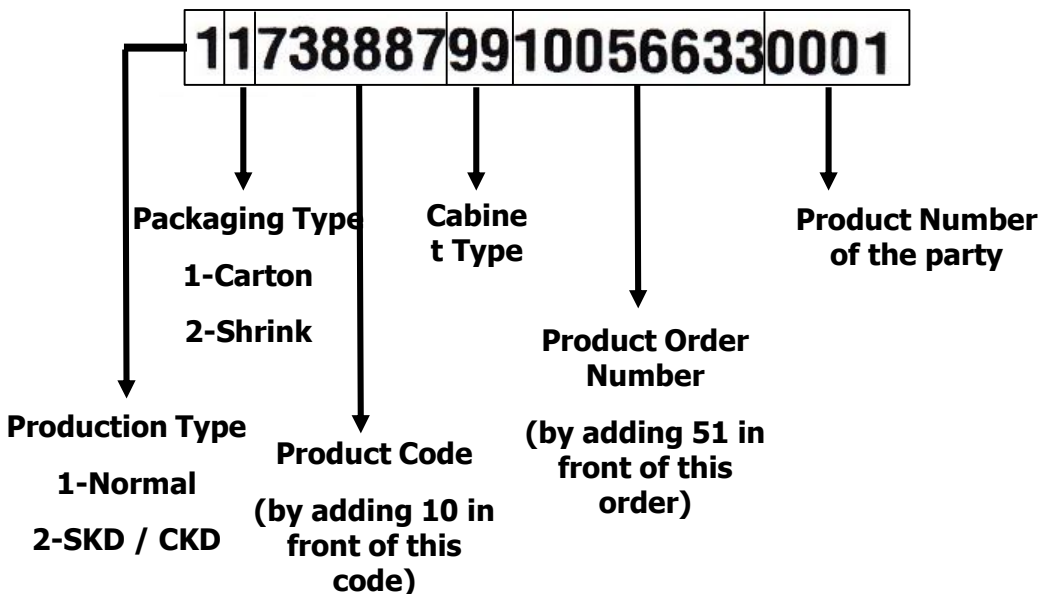 1173888799100566330001
Packaging Type
1-Carton
2-Shrink
Cabine
t Type
Product Number
of the party
Product Order
Number
(by adding 51 in
front of this
order)
Production Type
1-Normal
2-SKD / CKD
Product Code
(by adding 10 in
front of this
code)